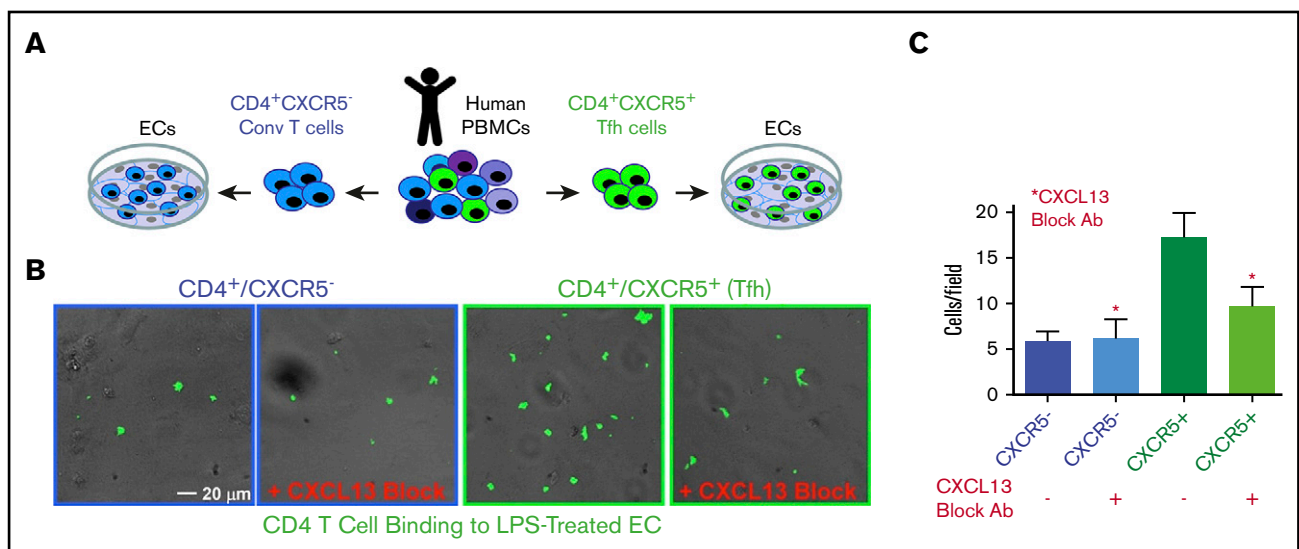 A
CD4+CXCR5-
Conv T cells
Human
PBMCs
CD4+CXCR5+
Tfh cells
ECs
ECs
B
CD4+/CXCR5-
CD4+/CXCR5+ (Tfh)
20 μm
+ CXCL13 Block
+ CXCL13 Block
CD4 T Cell Binding to LPS-Treated EC
C
*CXCL13
Block Ab
Cells/field
20
15
10
5
0
*
*
CXCR5-
CXCR5-
CXCR5+
CXCR5+
CXCL13
Block Ab
- + - +